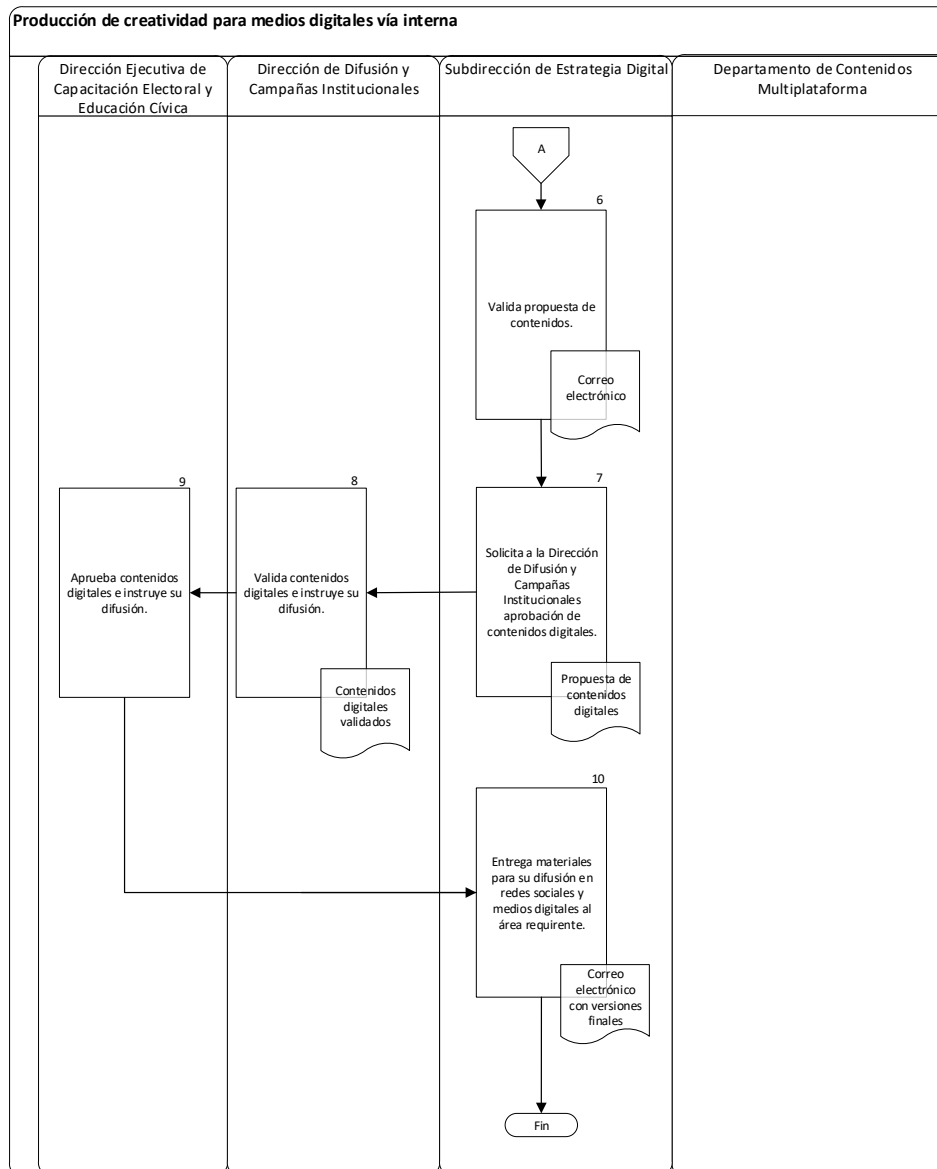 Producción de creatividad para medios digitales vía interna
Dirección Ejecutiva de
Capacitación Electoral y
Educación Cívica
Dirección de Difusión y
Campañas Institucionales
Subdirección de Estrategia Digital
Departamento de Contenidos
Multiplataforma
A
6
Valida propuesta de
contenidos.
Correo
electrónico
7
Solicita a la Dirección
de Difusión y
Campañas
Institucionales
aprobación de
contenidos digitales.
Propuesta de
contenidos
digitales
8
Valida contenidos
digitales e instruye su
difusión.
Contenidos
digitales
validados
9
Aprueba contenidos
digitales e instruye su
difusión.
10
Entrega materiales
para su difusión en
redes sociales y
medios digitales al
área requirente.
Correo
electrónico
con versiones
finales
Fin